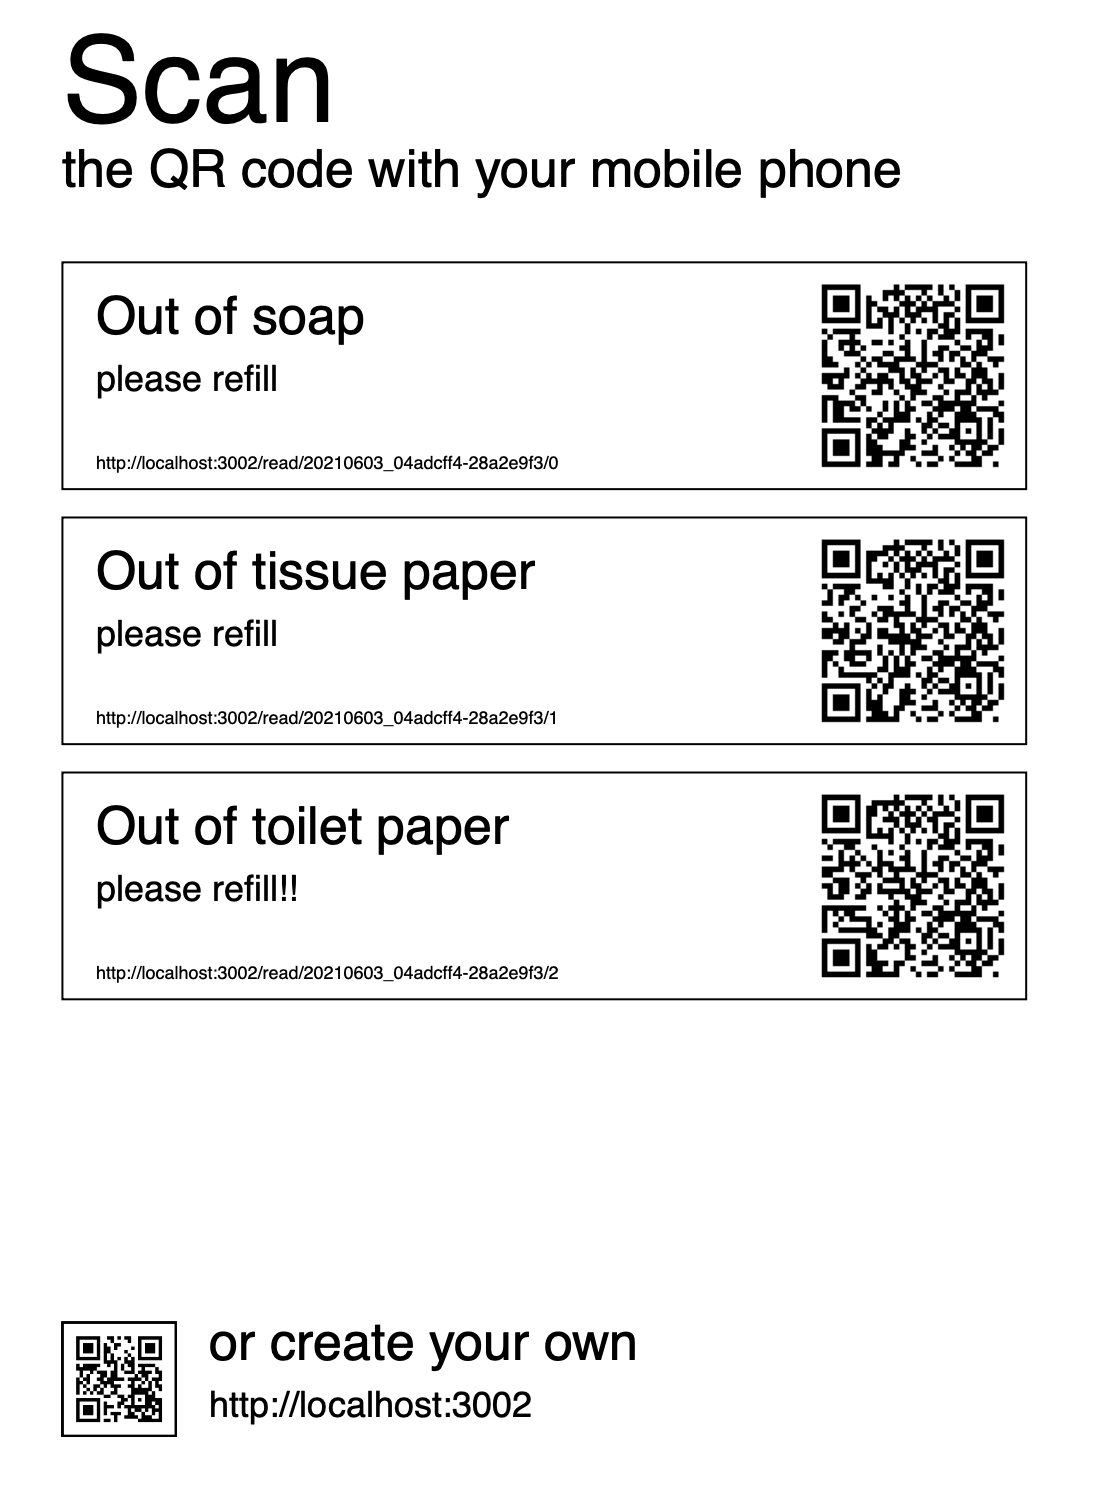 Scan
the QR code with your mobile phone
Out of soap
please refill
http://localhost:3002/read/20210603_04adcff4-28a2e9f3/0
Out of tissue paper
please refill
http://localhost:3002/read/20210603_04adcff4-28a2e9f3/1
Out of toilet paper
please refill!!
http://localhost:3002/read/20210603_04adcff4-28a2e9f3/2
or create your own
http://localhost:3002